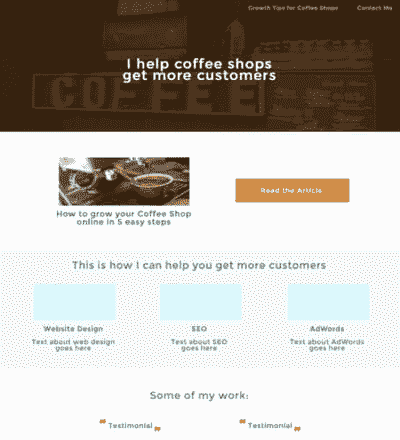 Growth Tips for Coffee Shops Contact Me
I help coffee shops
get more customers
COFFEE
How to grow your Coffee Shop
online in 5 easy steps
Read the Article
This is how I can help you get more customers
Website Design
Text about web design
goes here
SEO
Text about SEO
goes here
AdWords
Text about AdWords
goes here
Some of my work:
❝ Testimonial ❞ ❝ Testimonial ❞